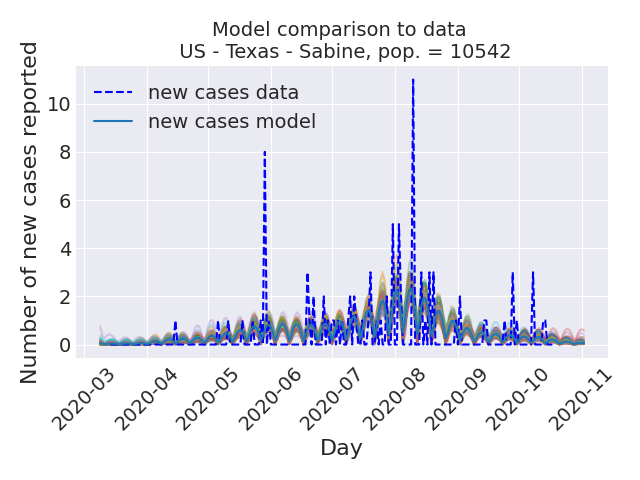 Model comparison to data
US - Texas - Sabine, pop. = 10542
Number of new cases reported
10
8
6
4
2
0
new cases data
new cases model
2020-03
2020-04
2020-05
2020-06
2020-07
2020-08
2020-09
2020-10
2020-11
Day